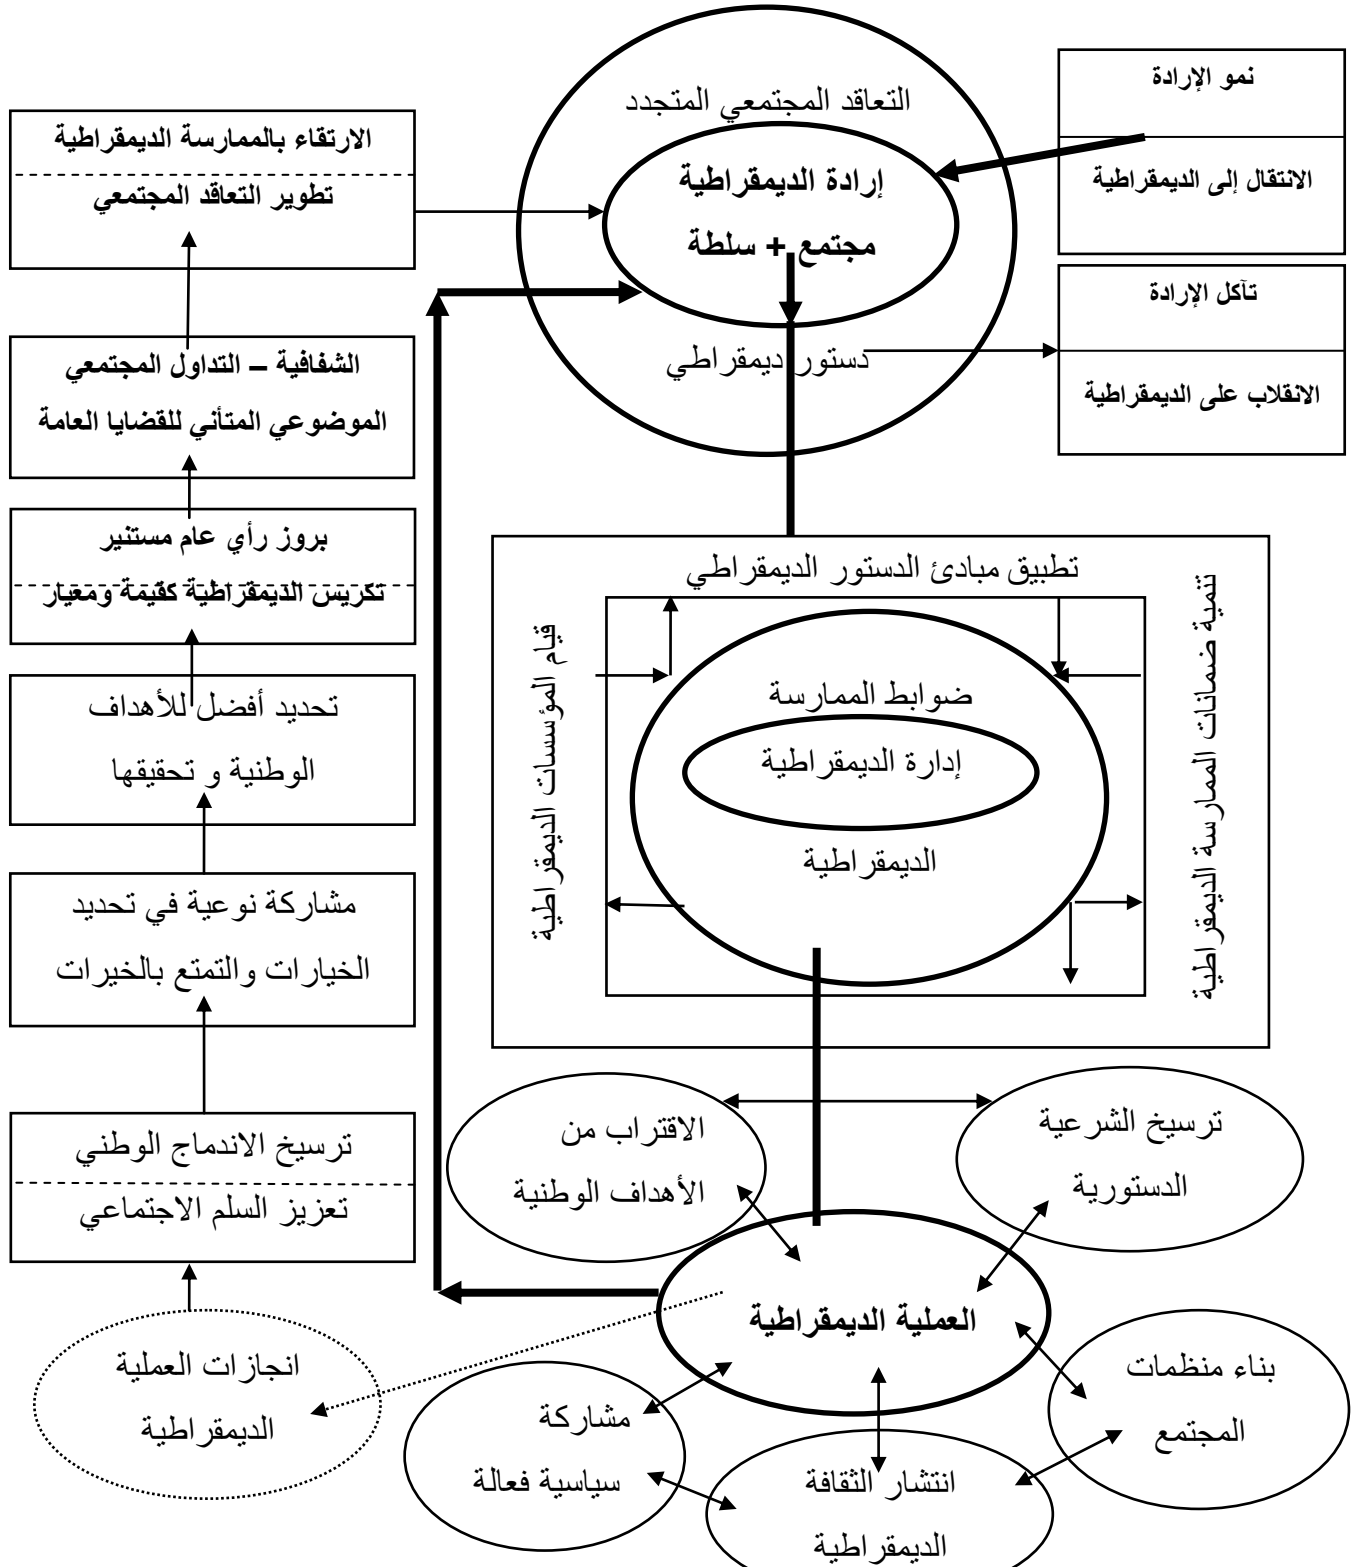 نمو الإرادة
الانتقال إلى الديمقراطية
التعاقد المجتمعي المتجدد
إرادة الديمقراطية
مجتمع + سلطة
دستور ديمقراطي
تآكل الإرادة
الانقلاب على الديمقراطية
الارتقاء بالممارسة الديمقراطية
تطوير التعاقد المجتمعي
الشفافية – التداول المجتمعي
الموضوعي المتأني للقضايا العامة
بروز رأي عام مستنير
تكريس الديمقراطية كقيمة ومعيار
تحديد أفضل للأهداف
الوطنية و تحقيقها
مشاركة نوعية في تحديد
الخيارات والتمتع بالخيرات
ترسيخ الاندماج الوطني
تعزيز السلم الاجتماعي
انجازات العملية
الديمقراطية
تطبيق مبادئ الدستور الديمقراطي
تنمية ضمانات الممارسة الديمقراطية
قيام المؤسسات الديمقراطية
ضوابط الممارسة
إدارة الديمقراطية
الديمقراطية
ترسيخ الشرعية
الدستورية
الاقتراب من
الأهداف الوطنية
العملية الديمقراطية
بناء منظمات
المجتمع
مشاركة
سياسية فعالة
انتشار الثقافة
الديمقراطية